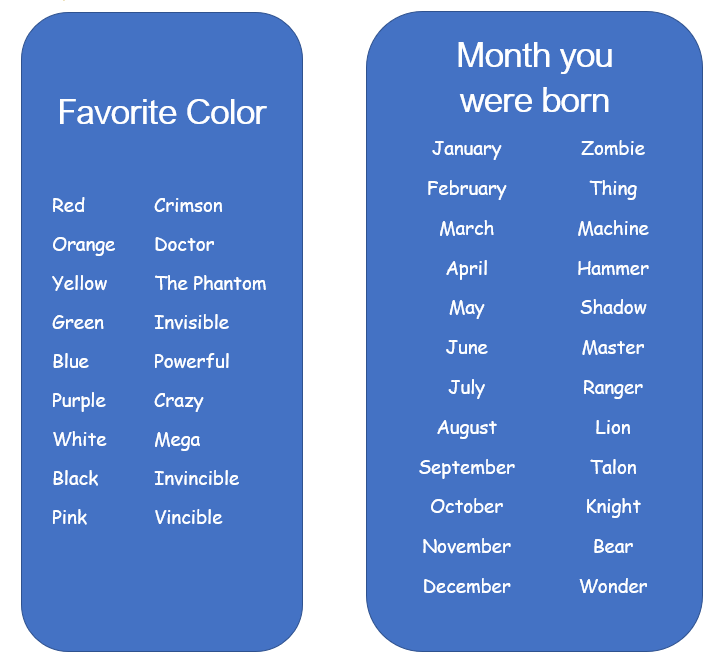 Favorite Color
Red Crimson
Orange Doctor
Yellow The Phantom
Green Invisible
Blue Powerful
Purple Crazy
White Mega
Black Invincible
Pink Vincible
Month you
were born
January Zombie
February Thing
March Machine
April Hammer
May Shadow
June Master
July Ranger
August Lion
September Talon
October Knight
November Bear
December Wonder